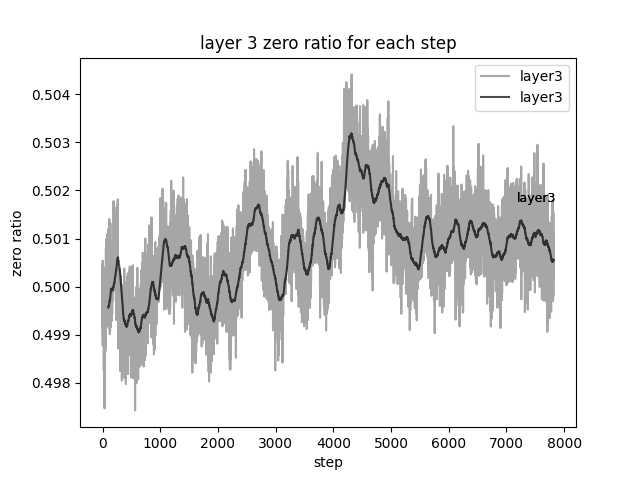 layer 3 zero ratio for each step
layer3
layer3
layer3
zero ratio
0.504
0.503
0.502
0.501
0.500
0.499
0.498
0
1000
2000
3000
4000
5000
6000
7000
8000
step